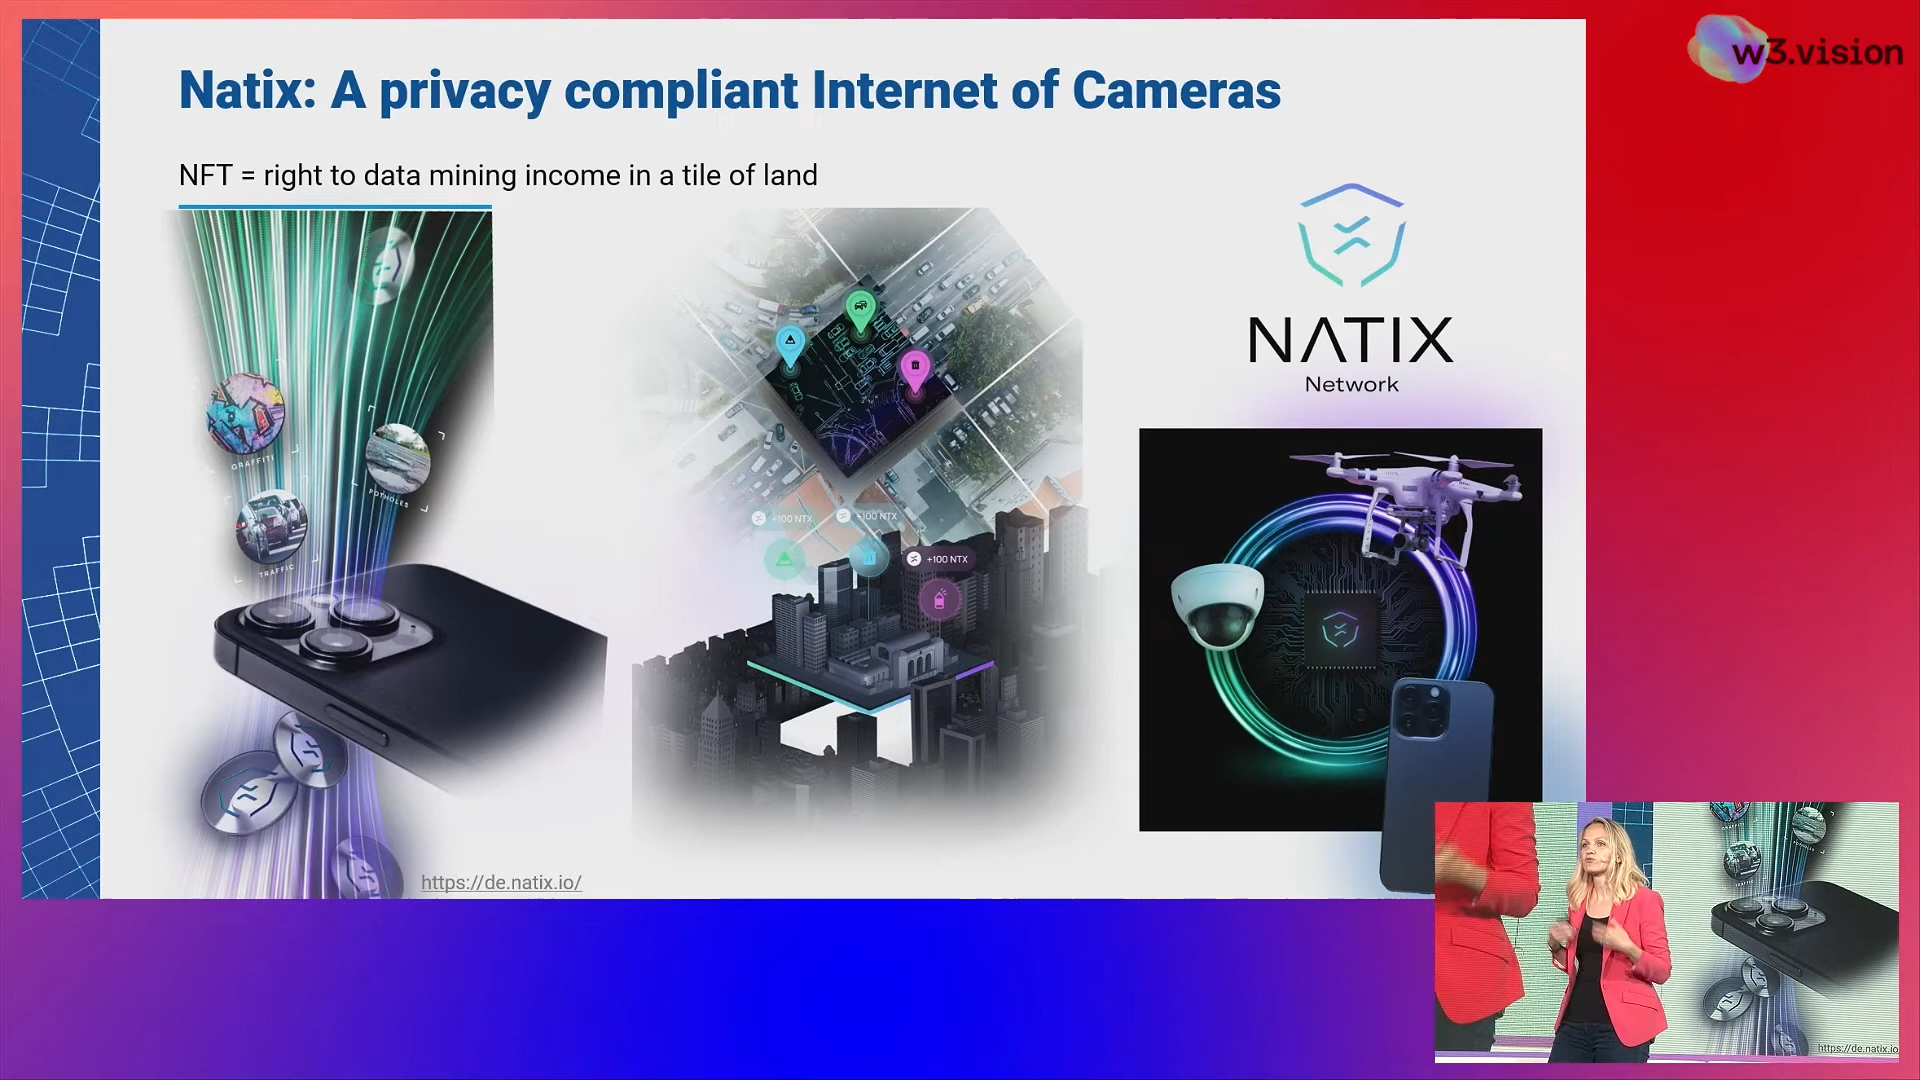 w3.vision
Natix: A privacy compliant Internet of Cameras
NFT = right to data mining income in a tile of land
GRAFFITI
POTHOLES
TRAFFIC
+100 NTX
+100 NTX
+100 NTX
NATIX
Network
https://de.natix.io/
https://de.natix.io